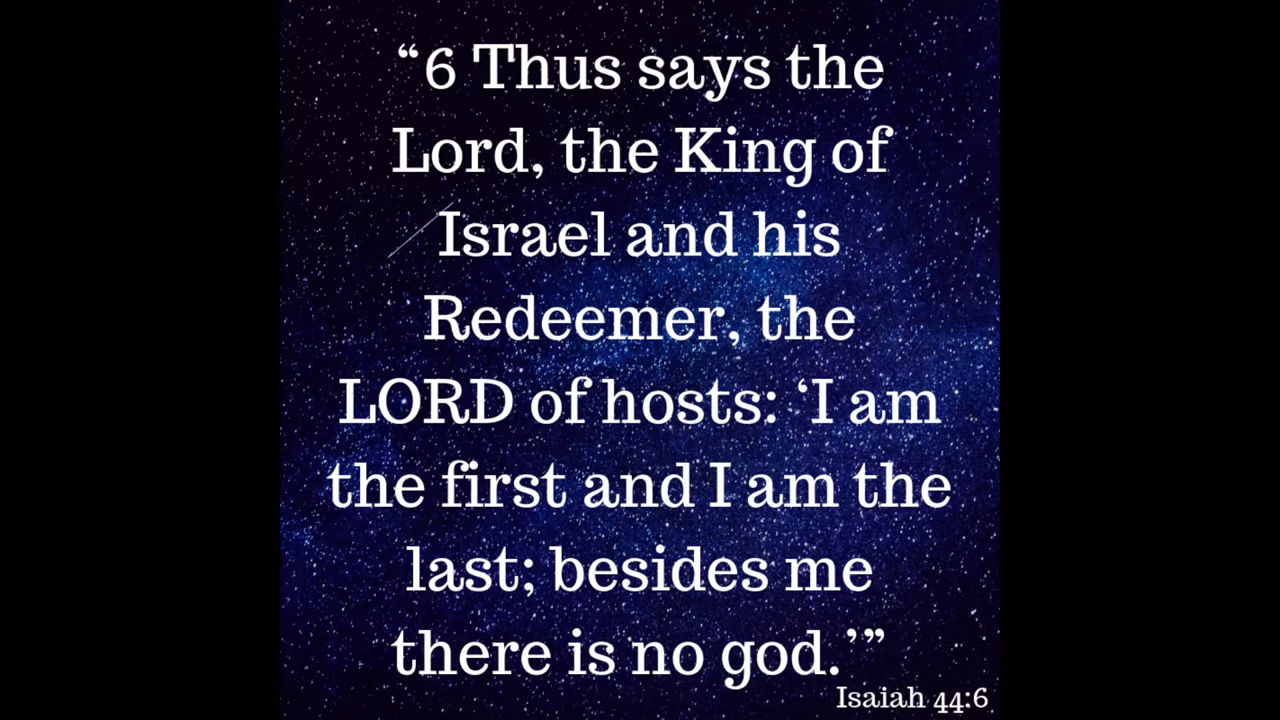 “6 Thus says the
Lord, the King of
Israel and his
Redeemer, the
LORD of hosts: ‘I am
the first and I am the
last; besides me
there is no god.’”
Isaiah 44:6